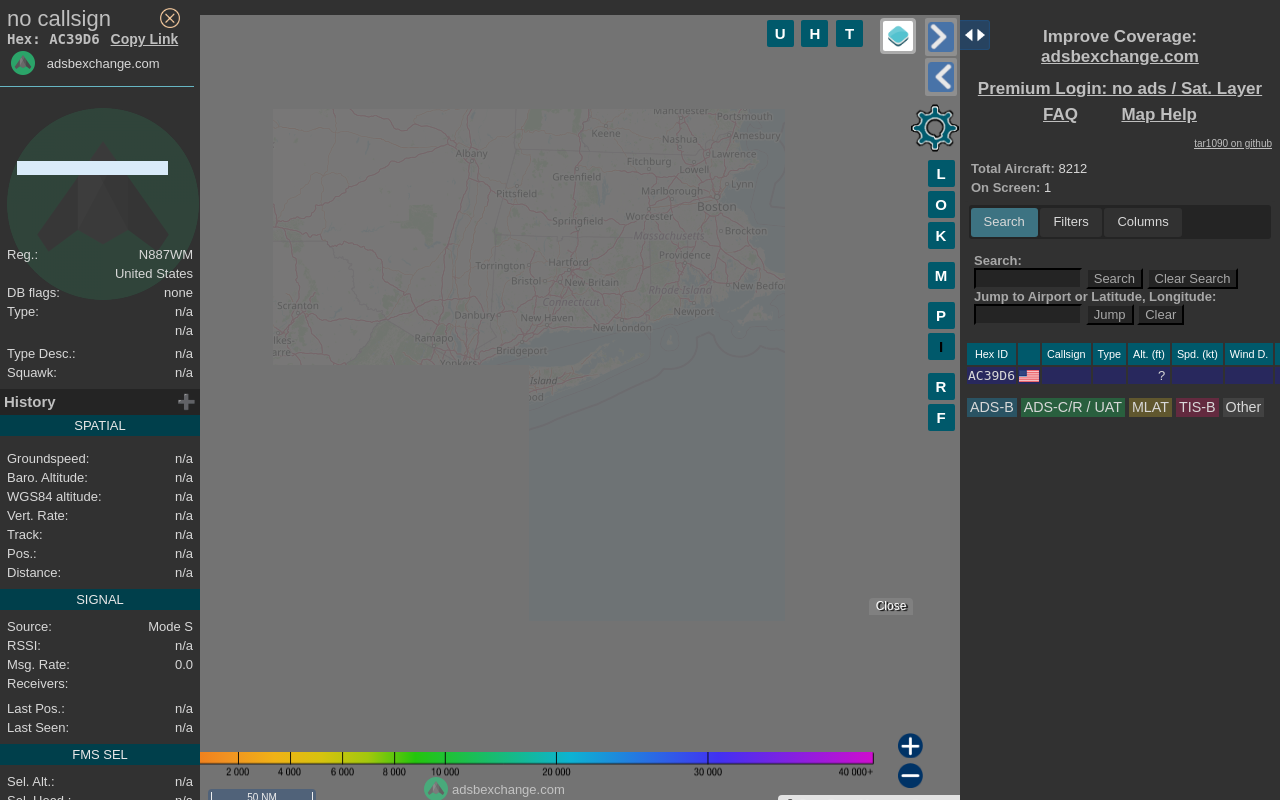 no callsign
Hex: AC39D6 Copy Link
adsbexchange.com
Reg.: N887WM
United States
DB flags: none
Type: n/a
n/a
Type Desc.: n/a
Squawk: n/a
History
SPATIAL
Groundspeed: n/a
Baro. Altitude: n/a
WGS84 altitude: n/a
Vert. Rate: n/a
Track: n/a
Pos.: n/a
Distance: n/a
SIGNAL
Source: Mode S
RSSI: n/a
Msg. Rate: 0.0
Receivers:
Last Pos.: n/a
Last Seen: n/a
FMS SEL
Sel. Alt.: n/a
Sel. Head.: n/a
U H T
L
O
K
M
P
I
R
F
Manchester
Portsmouth
Keene
Nashua
Amesbury
Albany
Fitchburg
Lawrence
Lowell
Greenfield
Lynn
Pittsfield
Marlborough
Boston
Springfield
Worcester
Massachusetts
Brockton
Providence
Torrington
Hartford
Bristol
New Britain
Rhode Island
New Bedfo
Scranton
Connecticut
Danbury
New Haven
New London
Newport
lkes-
arre
Ramapo
Bridgeport
Yonkers
Island
ood
Close
2 000 4 000 6 000 8 000 10 000 20 000 30 000 40 000+
adsbexchange.com
50 NM
Improve Coverage:
adsbexchange.com
Premium Login: no ads / Sat. Layer
FAQ Map Help
tar1090 on github
Total Aircraft: 8212
On Screen: 1
Search Filters Columns
Search:
Search Clear Search
Jump to Airport or Latitude, Longitude:
Jump Clear
Hex ID Callsign Type Alt. (ft) Spd. (kt) Wind D.
AC39D6 ?
ADS-B ADS-C/R / UAT MLAT TIS-B Other